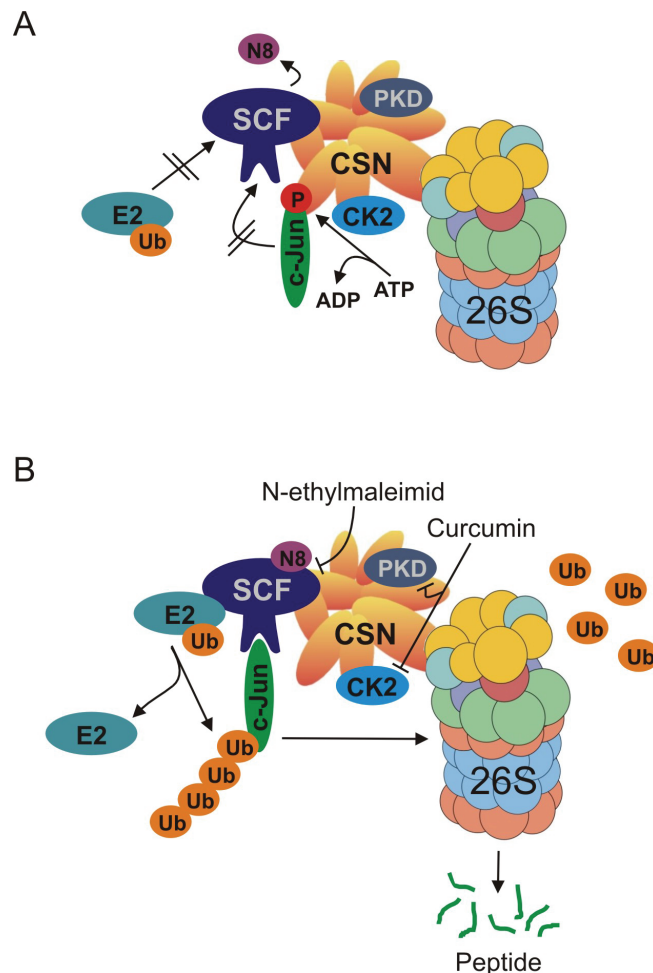 A
N8
SCF
PKD
CSN
E2
Ub
P
CK2
c-Jun
ADP
ATP
26S
B
N-ethylmaleimid
Curcumin
N8
PKD
SCF
E2
Ub
CSN
CK2
c-Jun
E2
Ub
Ub
Ub
Ub
Ub
Ub
Ub
Ub
26S
Peptide